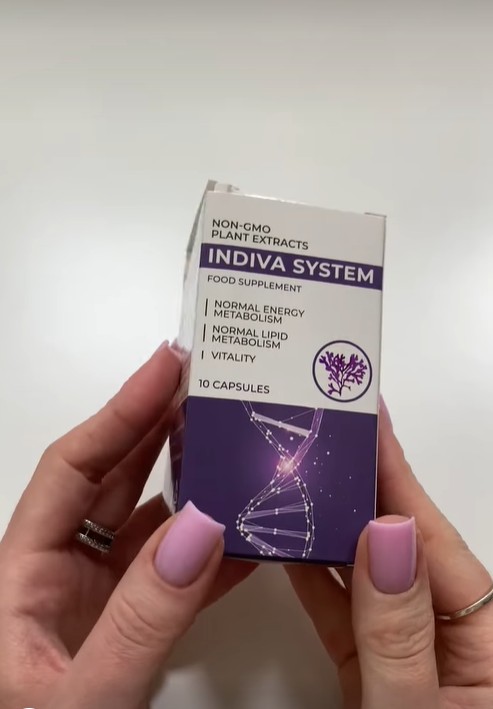 NON-GMO
PLANT EXTRACTS
INDIVA SYSTEM
FOOD SUPPLEMENT
NORMAL ENERGY
METABOLISM
NORMAL LIPID
METABOLISM
VITALITY
10 CAPSULES